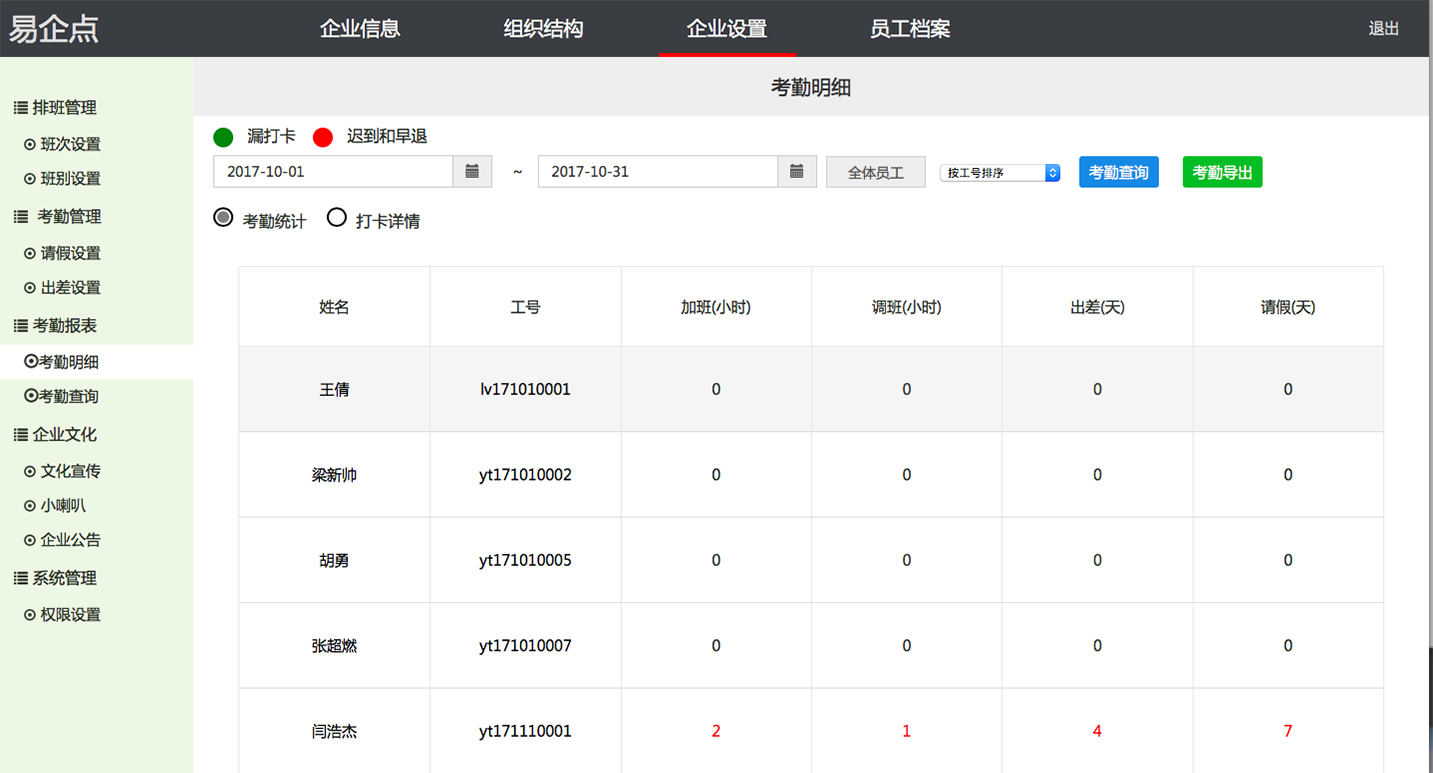 易企点 企业信息 组织结构 企业设置 员工档案 退出
考勤明细
排班管理
班次设置
班别设置
考勤管理
请假设置
出差设置
考勤报表
考勤明细
考勤查询
企业文化
文化宣传
小喇叭
企业公告
系统管理
权限设置
漏打卡 迟到和早退
2017-10-01 ~ 2017-10-31 全体员工 按工号排序 考勤查询 考勤导出
考勤统计 打卡详情
姓名 工号 加班(小时) 调班(小时) 出差(天) 请假(天)
王倩 lv171010001 0 0 0 0
梁新帅 yt171010002 0 0 0 0
胡勇 yt171010005 0 0 0 0
张超燃 yt171010007 0 0 0 0
闫浩杰 yt171110001 2 1 4 7